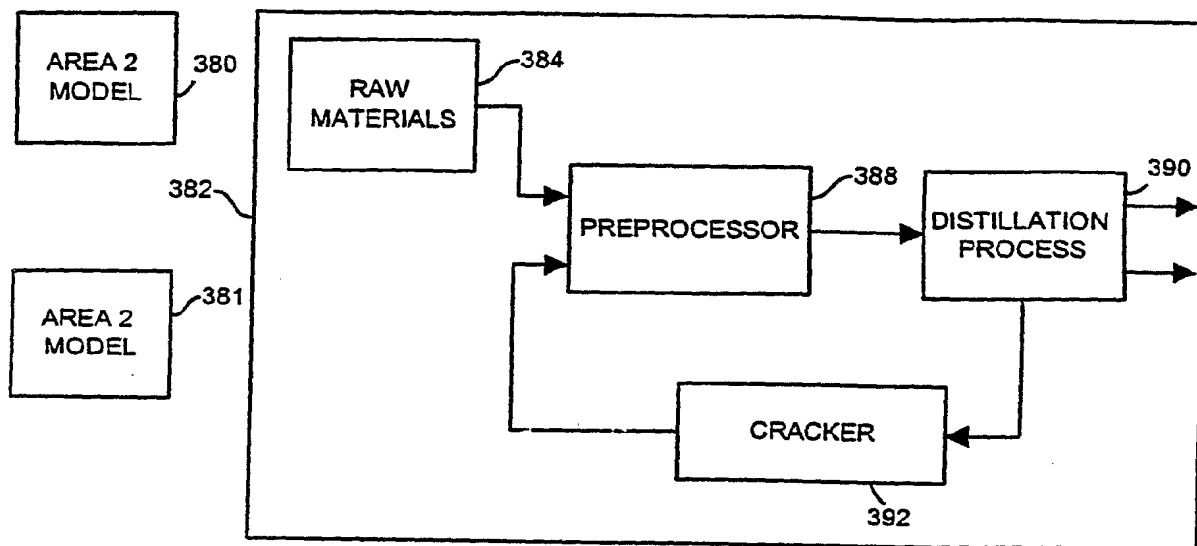 AREA 2
MODEL
380
382
RAW
MATERIALS
384
PREPROCESSOR
388
DISTILLATION
PROCESS
390
AREA 2
MODEL
381
CRACKER
392